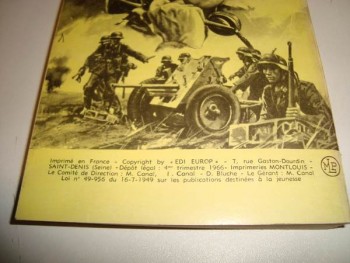 Imprimé en France - Copyright by «EDI EUROP» - 7, rue Gaston-Dourdin -
SAINT-DENIS (Seine) - Dépôt légal : 4me trimestre 1966 - Imprimeries MONTLOUIS -
Le Comité de Direction : M. Canal, J. Canal - D. Bluche - Le Gérant : M. Canal
Loi n° 49-956 du 16-7-1949 sur les publications destinées à la jeunesse